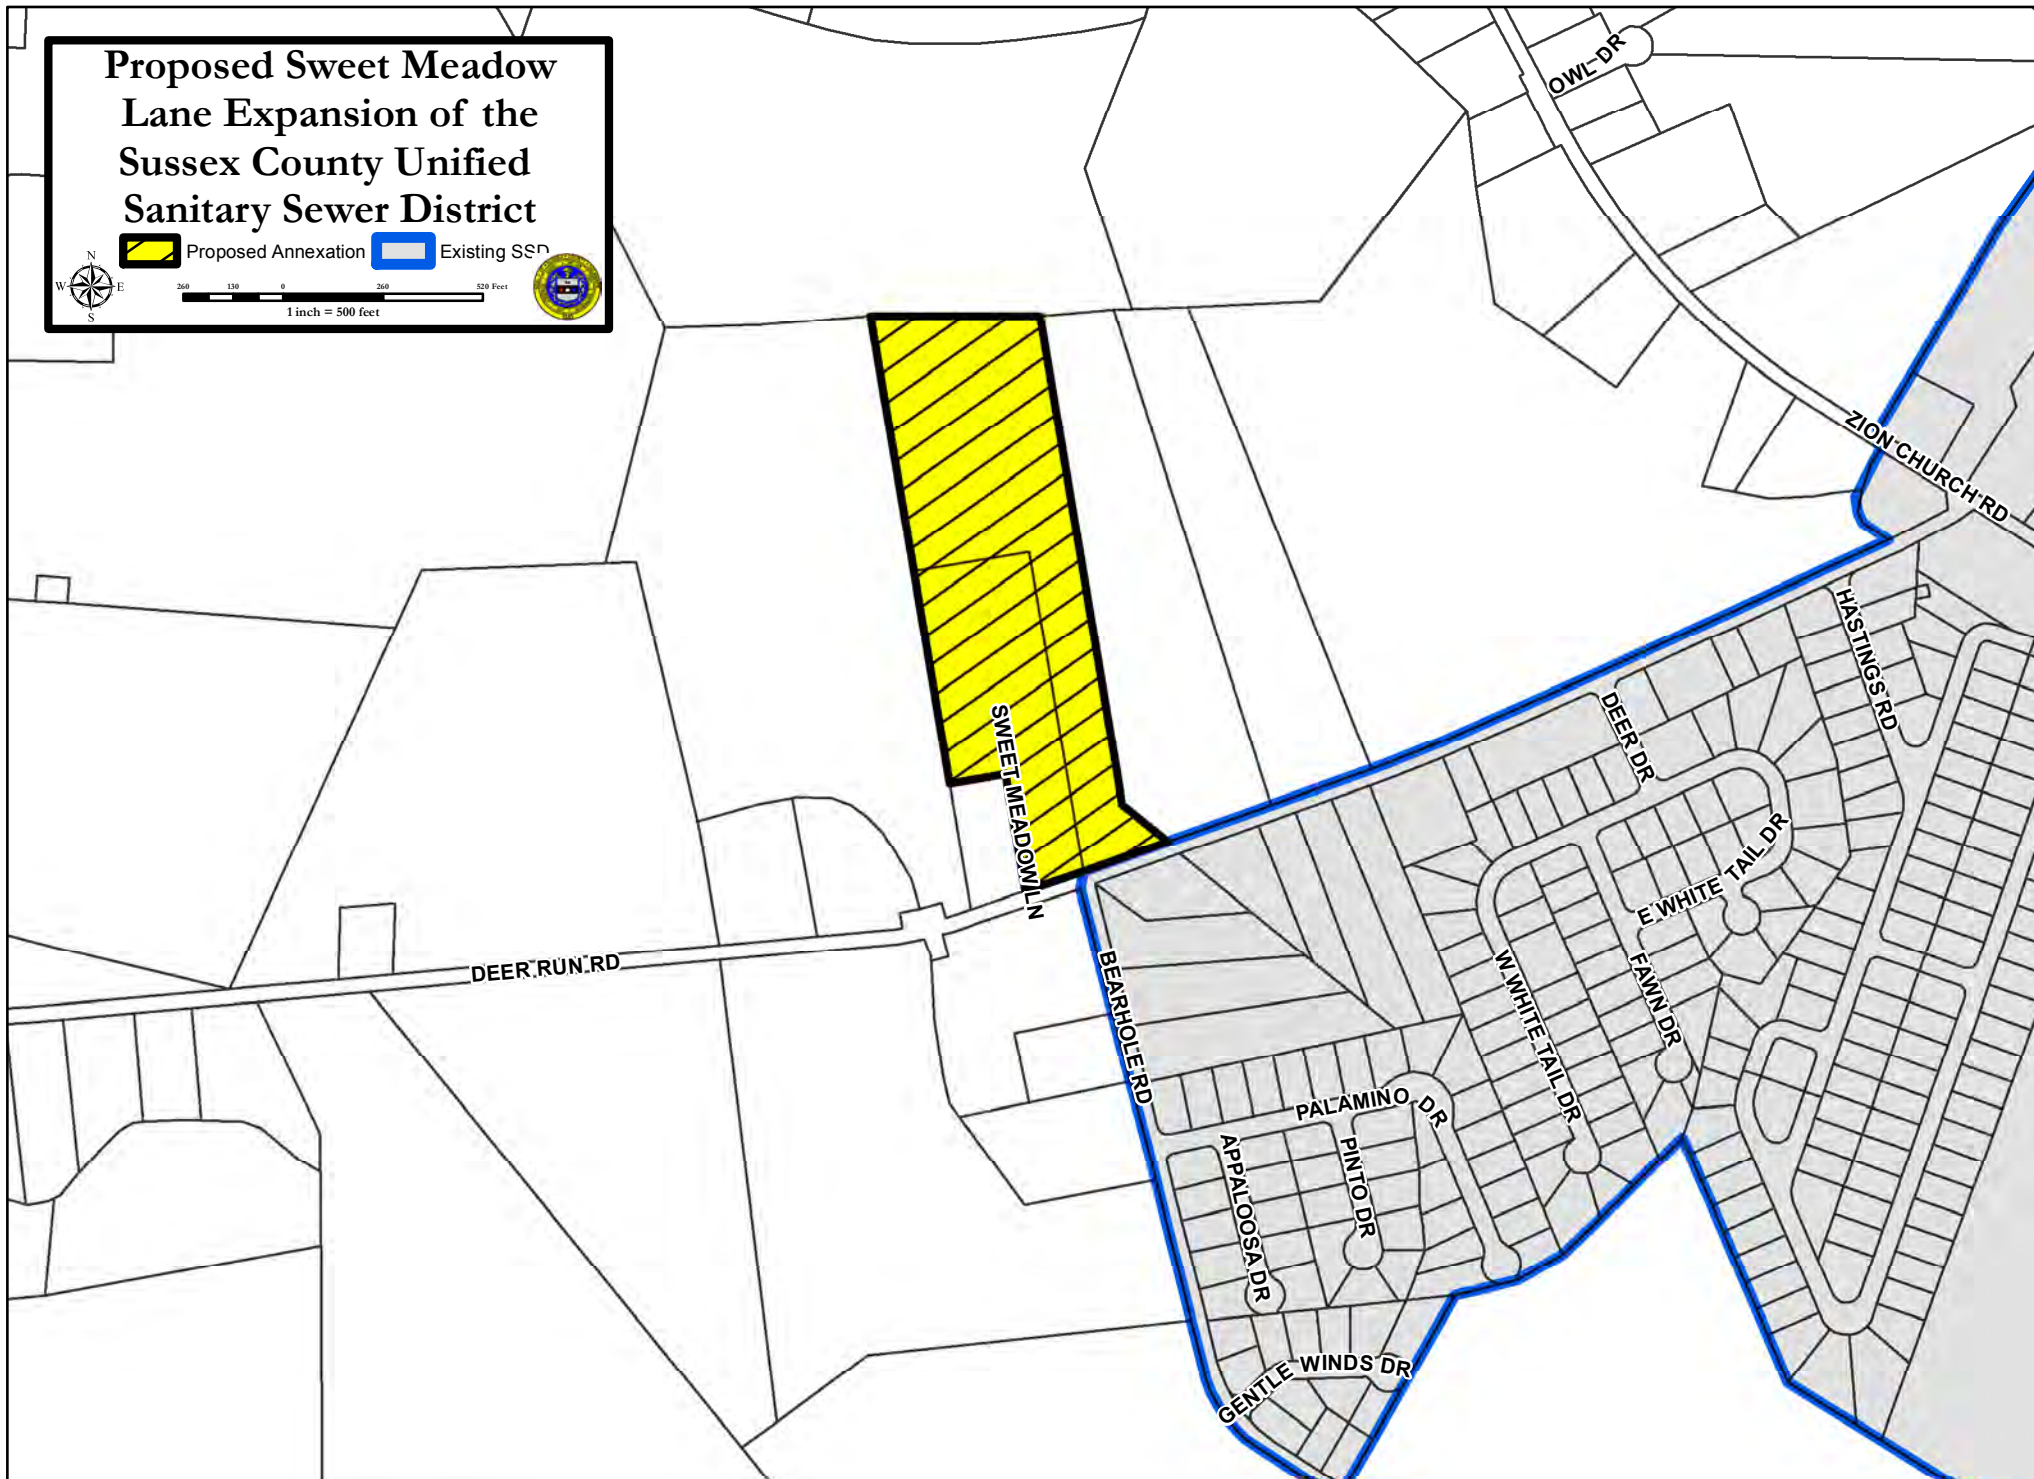 Proposed Sweet Meadow
Lane Expansion of the
Sussex County Unified
Sanitary Sewer District
Proposed Annexation
Existing SSD
N
W
E
S
260 130 0 260 520 Feet
1 inch = 500 feet
OWL DR
ZION CHURCH RD
HASTINGS RD
DEER DR
SWEET MEADOW LN
E WHITE TAIL DR
DEER RUN RD
BEARHOLE RD
W WHITE TAIL DR
FAWN DR
PALAMINO DR
APPALOOSA DR
PINTO DR
GENTLE WINDS DR